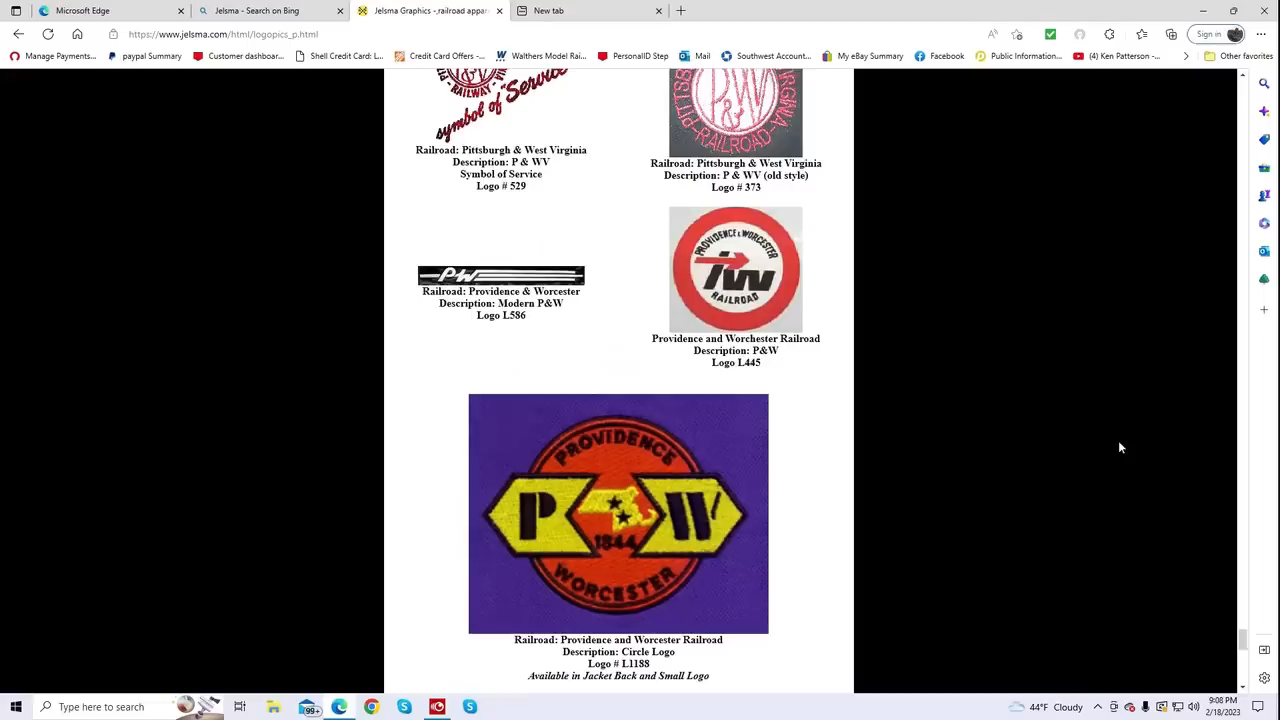 Microsoft Edge
Jelsma - Search on Bing
Jelsma Graphics -,railroad appar
New tab
https://www.jelsma.com/html/logopics_p.html
Sign in
Manage Payments...
paypal Summary
Customer dashboar...
Shell Credit Card: L...
Credit Card Offers -...
Walthers Model Rai...
PersonalID Step
Mail
Southwest Accoun...
My eBay Summary
Facebook
Public Information...
(4) Ken Patterson -...
Other favorites
P&W
RAILWAY
symbol of "Service
Railroad: Pittsburgh & West Virginia
Description: P & WV
Symbol of Service
Logo # 529
P&W
RAILROAD
Railroad: Pittsburgh & West Virginia
Description: P & WV (old style)
Logo # 373
PW
Railroad: Providence & Worcester
Description: Modern P&W
Logo L586
PROVIDENCE & WORCESTER
RAILROAD
Providence and Worchester Railroad
Description: P&W
Logo L445
PROVIDENCE
P W
1844
WORCESTER
Railroad: Providence and Worcester Railroad
Description: Circle Logo
Logo # L1188
Available in Jacket Back and Small Logo
Type here to search
99+
44°F Cloudy
9:08 PM
2/18/2023